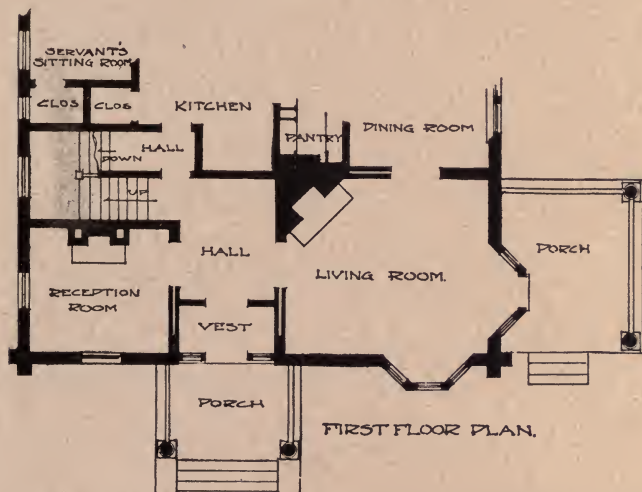 SERVANT'S
SITTING ROOM
CLOS
CLOS
KITCHEN
PANTRY
DINING ROOM
HALL
DOWN
UP
HALL
LIVING ROOM.
PORCH
RECEPTION
ROOM
VEST
PORCH
FIRST FLOOR PLAN.